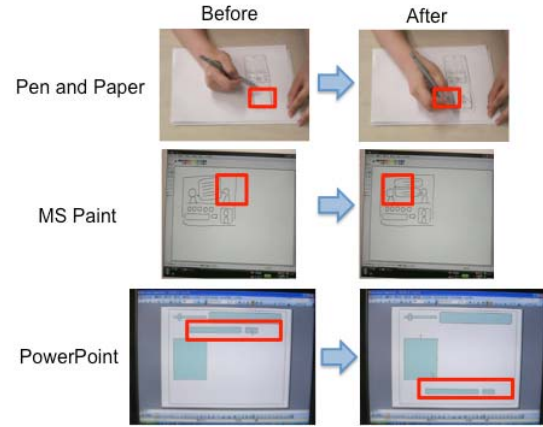 Before
After
Pen and Paper
MS Paint
PowerPoint